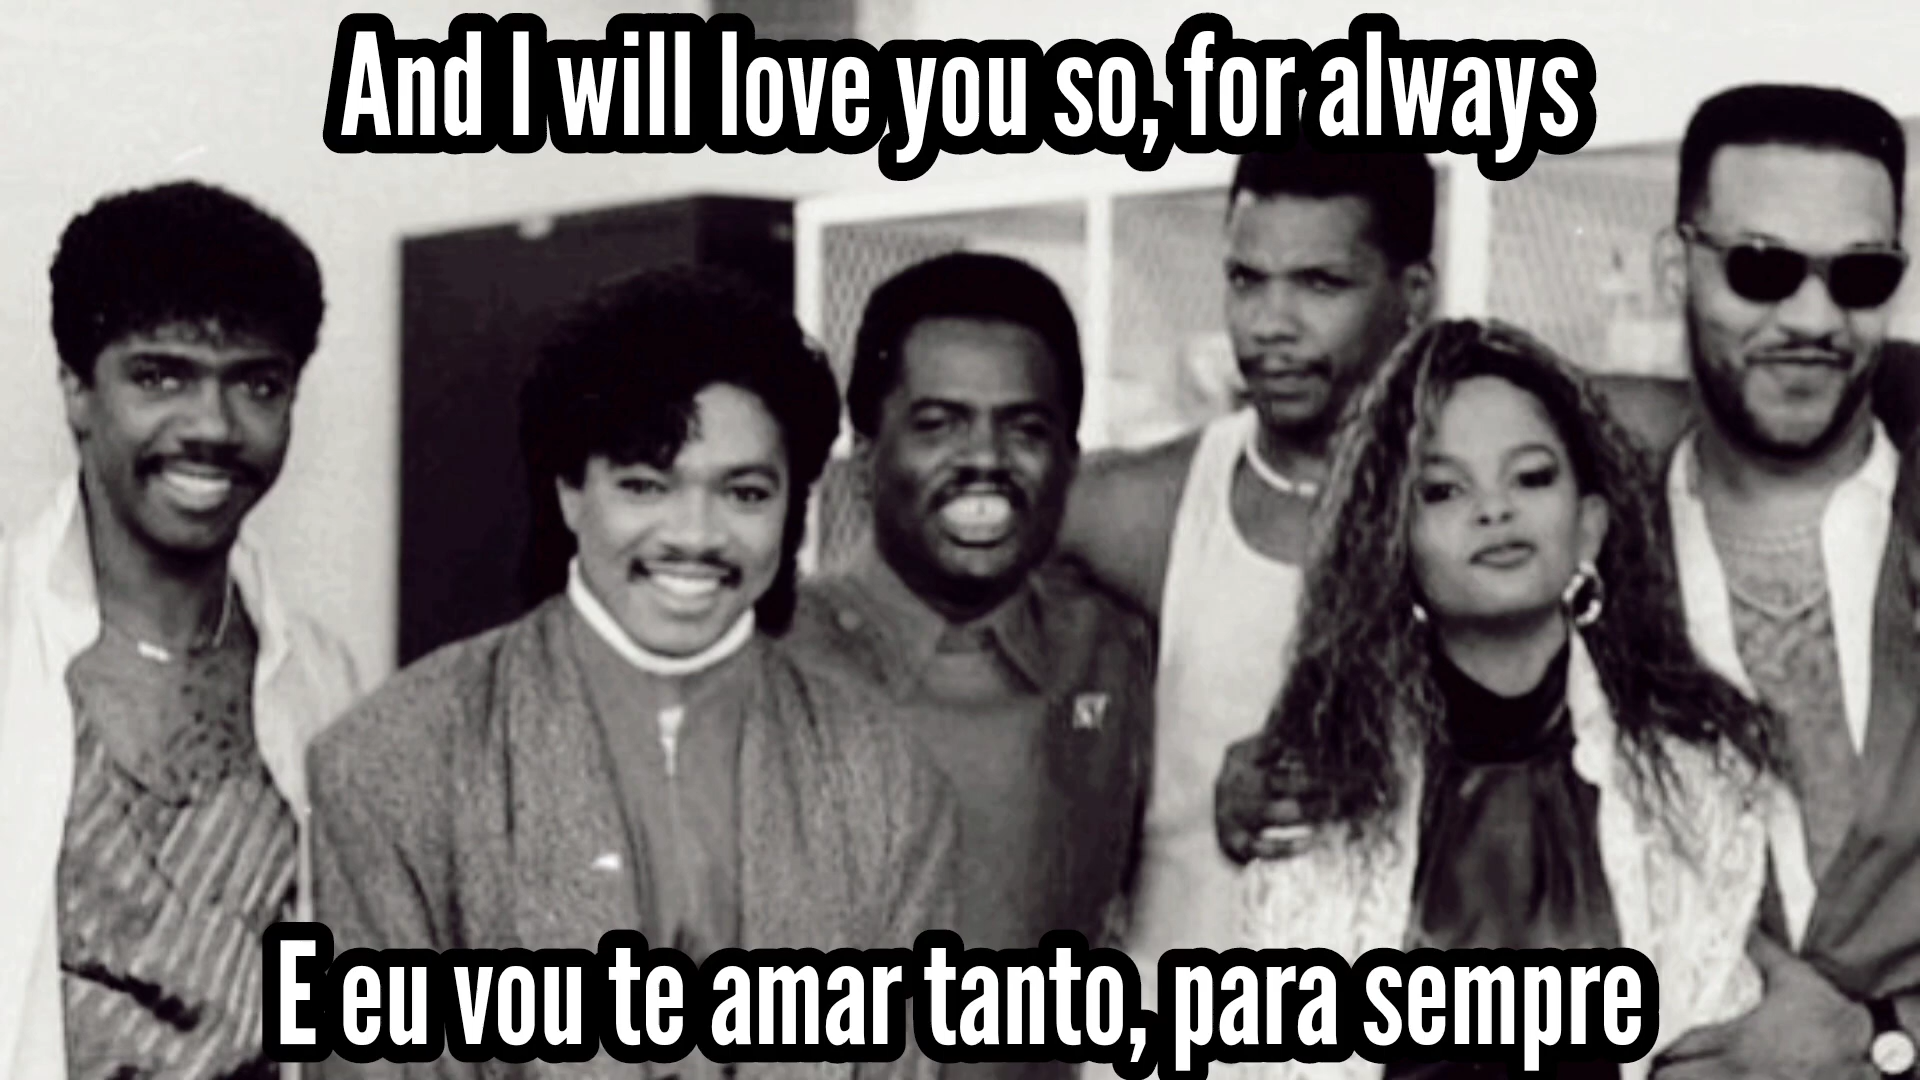 And I will love you so, for always
E eu vou te amar tanto, para sempre